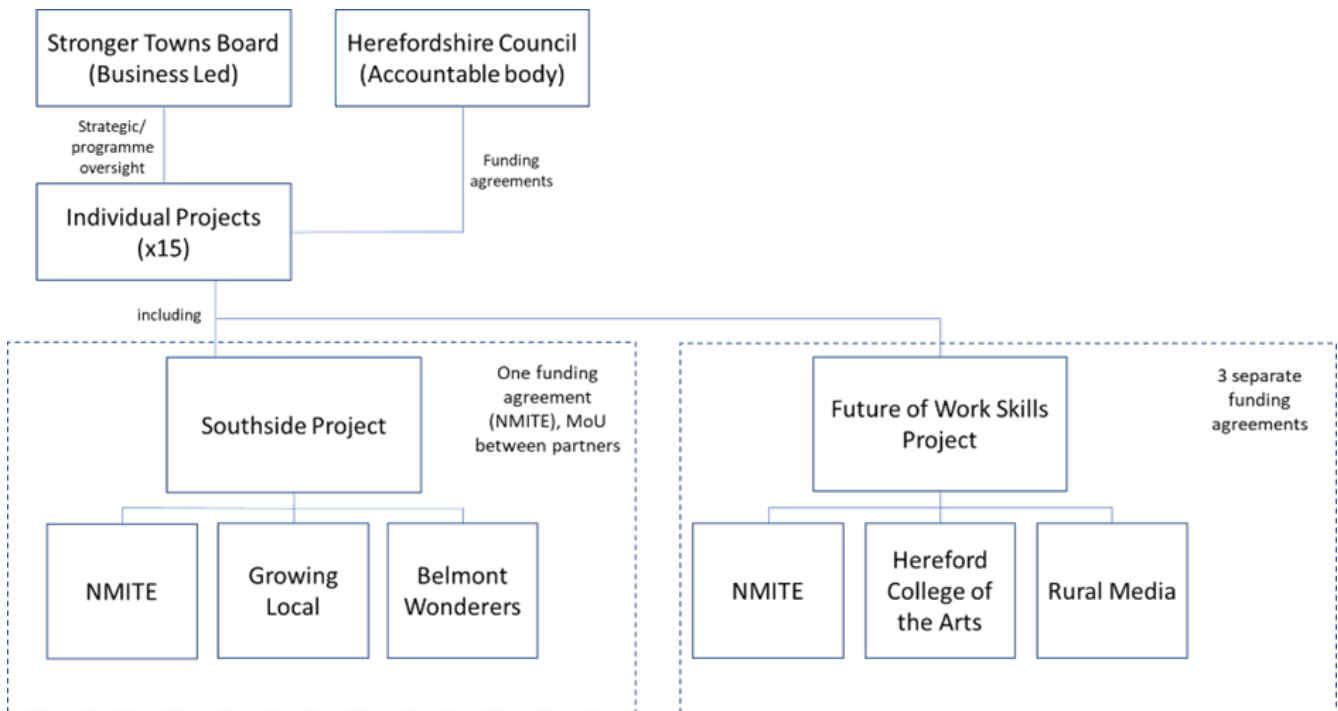 Stronger Towns Board
(Business Led)
Herefordshire Council
(Accountable body)
Strategic/
programme
oversight
Funding
agreements
Individual Projects
(x15)
including
Southside Project
One funding
agreement
(NMITE), MoU
between partners
Future of Work Skills
Project
3 separate
funding
agreements
NMITE
Growing
Local
Belmont
Wonderers
NMITE
Hereford
College of
the Arts
Rural Media